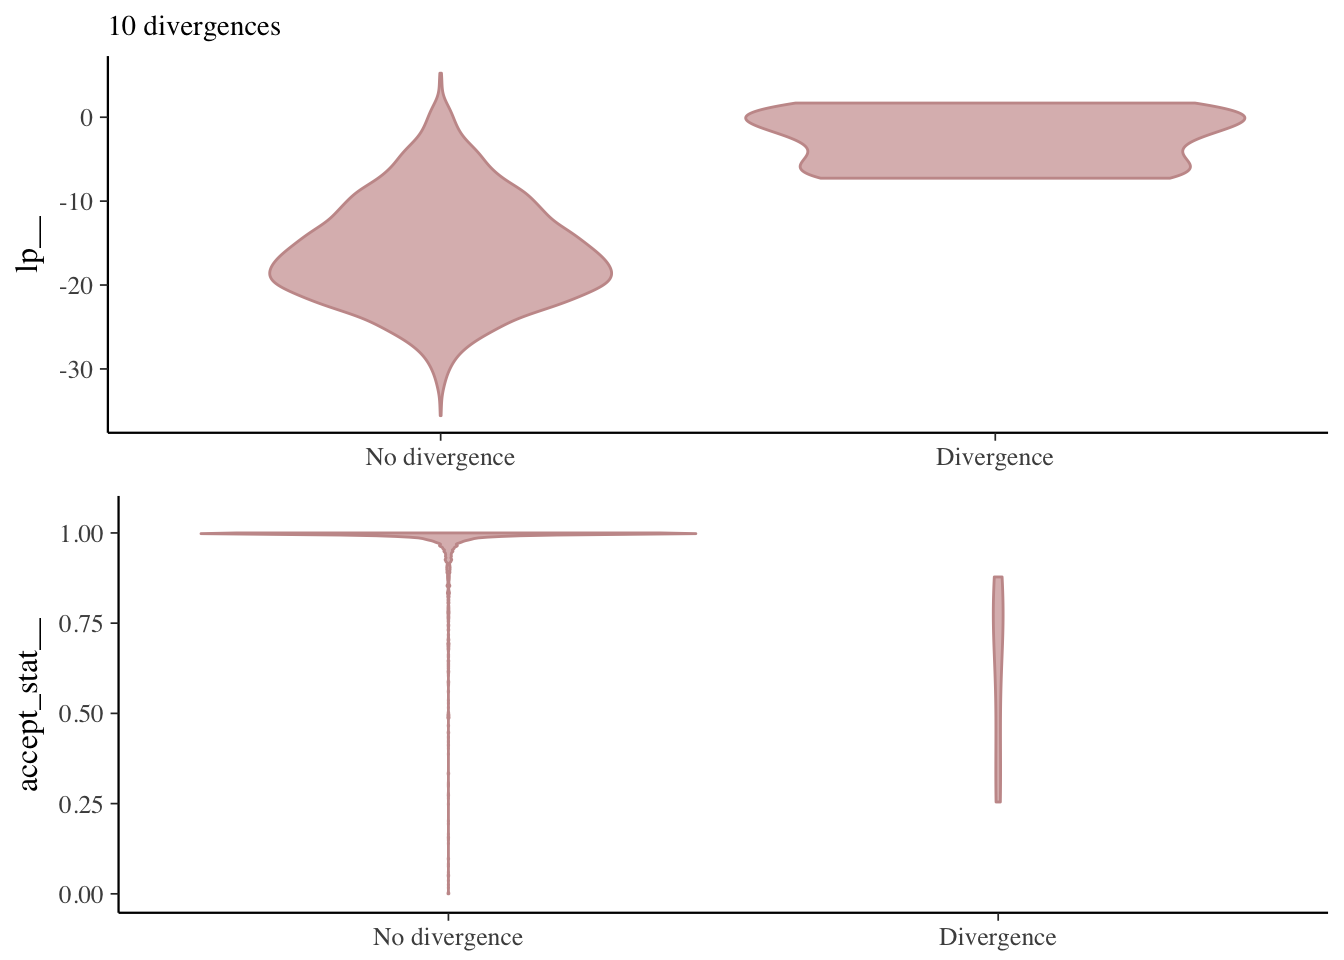 10 divergences
lp__
0
-10
-20
-30
No divergence Divergence
accept_stat__
1.00
0.75
0.50
0.25
0.00
No divergence Divergence